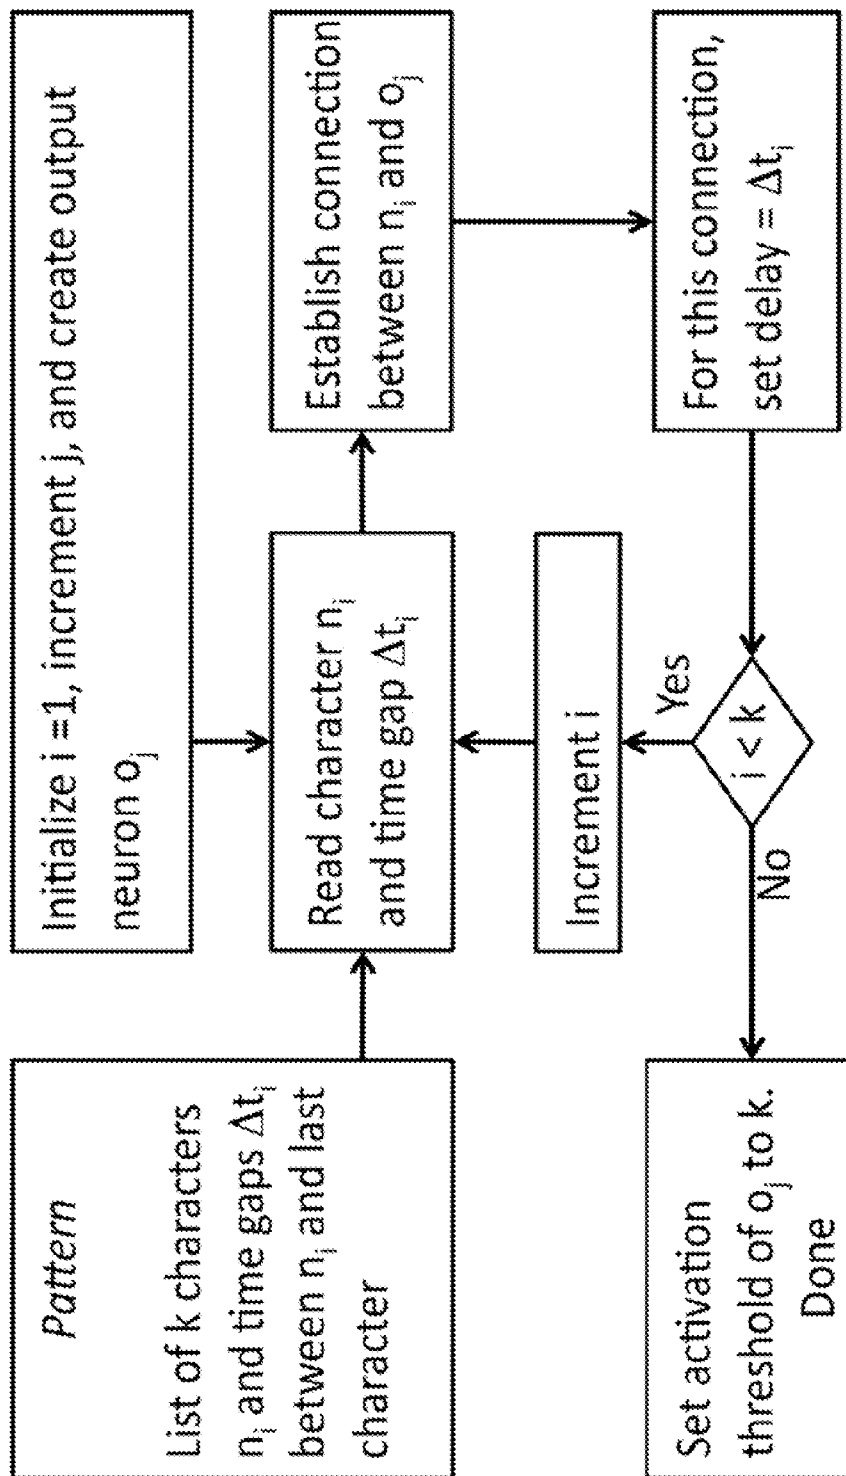 Pattern
List of k characters
nᵢ and time gaps Δtᵢ
between nᵢ and last
character
Initialize i =1, increment j, and create output
neuron oⱼ
Read character nᵢ
and time gap Δtᵢ
Establish connection
between nᵢ and oⱼ
Increment i
For this connection,
set delay = Δtᵢ
Yes
i < k
No
Set activation
threshold of oⱼ to k.
Done